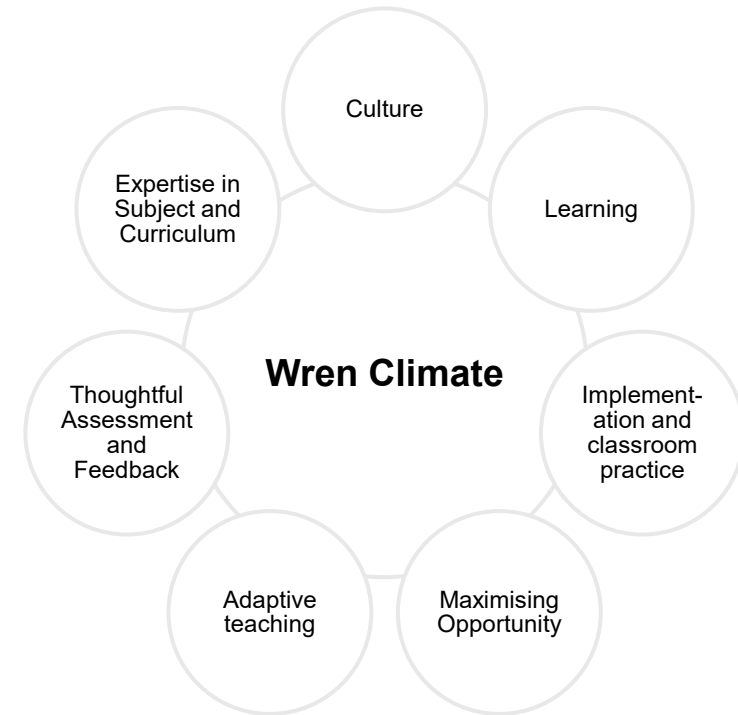 Culture
Learning
Implement-
ation and
classroom
practice
Maximising
Opportunity
Adaptive
teaching
Thoughtful
Assessment
and
Feedback
Expertise in
Subject and
Curriculum
Wren Climate